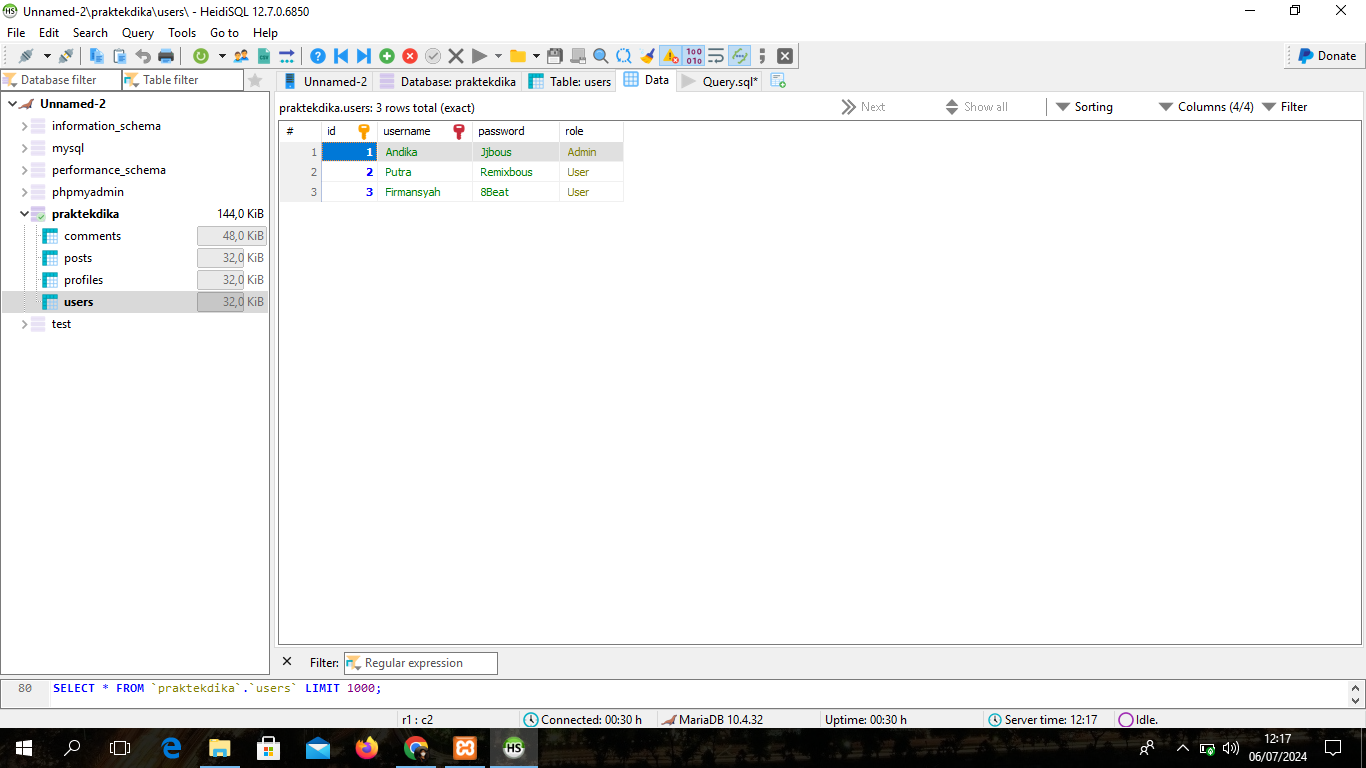 Unnamed-2\praktekdika\users\ - HeidiSQL 12.7.0.6850
File Edit Search Query Tools Go to Help
Donate
Database filter Table filter
Unnamed-2 Database: praktekdika Table: users Data Query.sql*
Unnamed-2
information_schema
mysql
performance_schema
phpmyadmin
praktekdika 144,0 KiB
comments 48,0 KiB
posts 32,0 KiB
profiles 32,0 KiB
users 32,0 KiB
test
praktekdika.users: 3 rows total (exact) Next Show all Sorting Columns (4/4) Filter
# id username password role
1 1 Andika Jjbous Admin
2 2 Putra Remixbous User
3 3 Firmansyah 8Beat User
Filter: Regular expression
80 SELECT * FROM `praktekdika`.`users` LIMIT 1000;
r1 : c2 Connected: 00:30 h MariaDB 10.4.32 Uptime: 00:30 h Server time: 12:17 Idle.
HS
12:17
06/07/2024